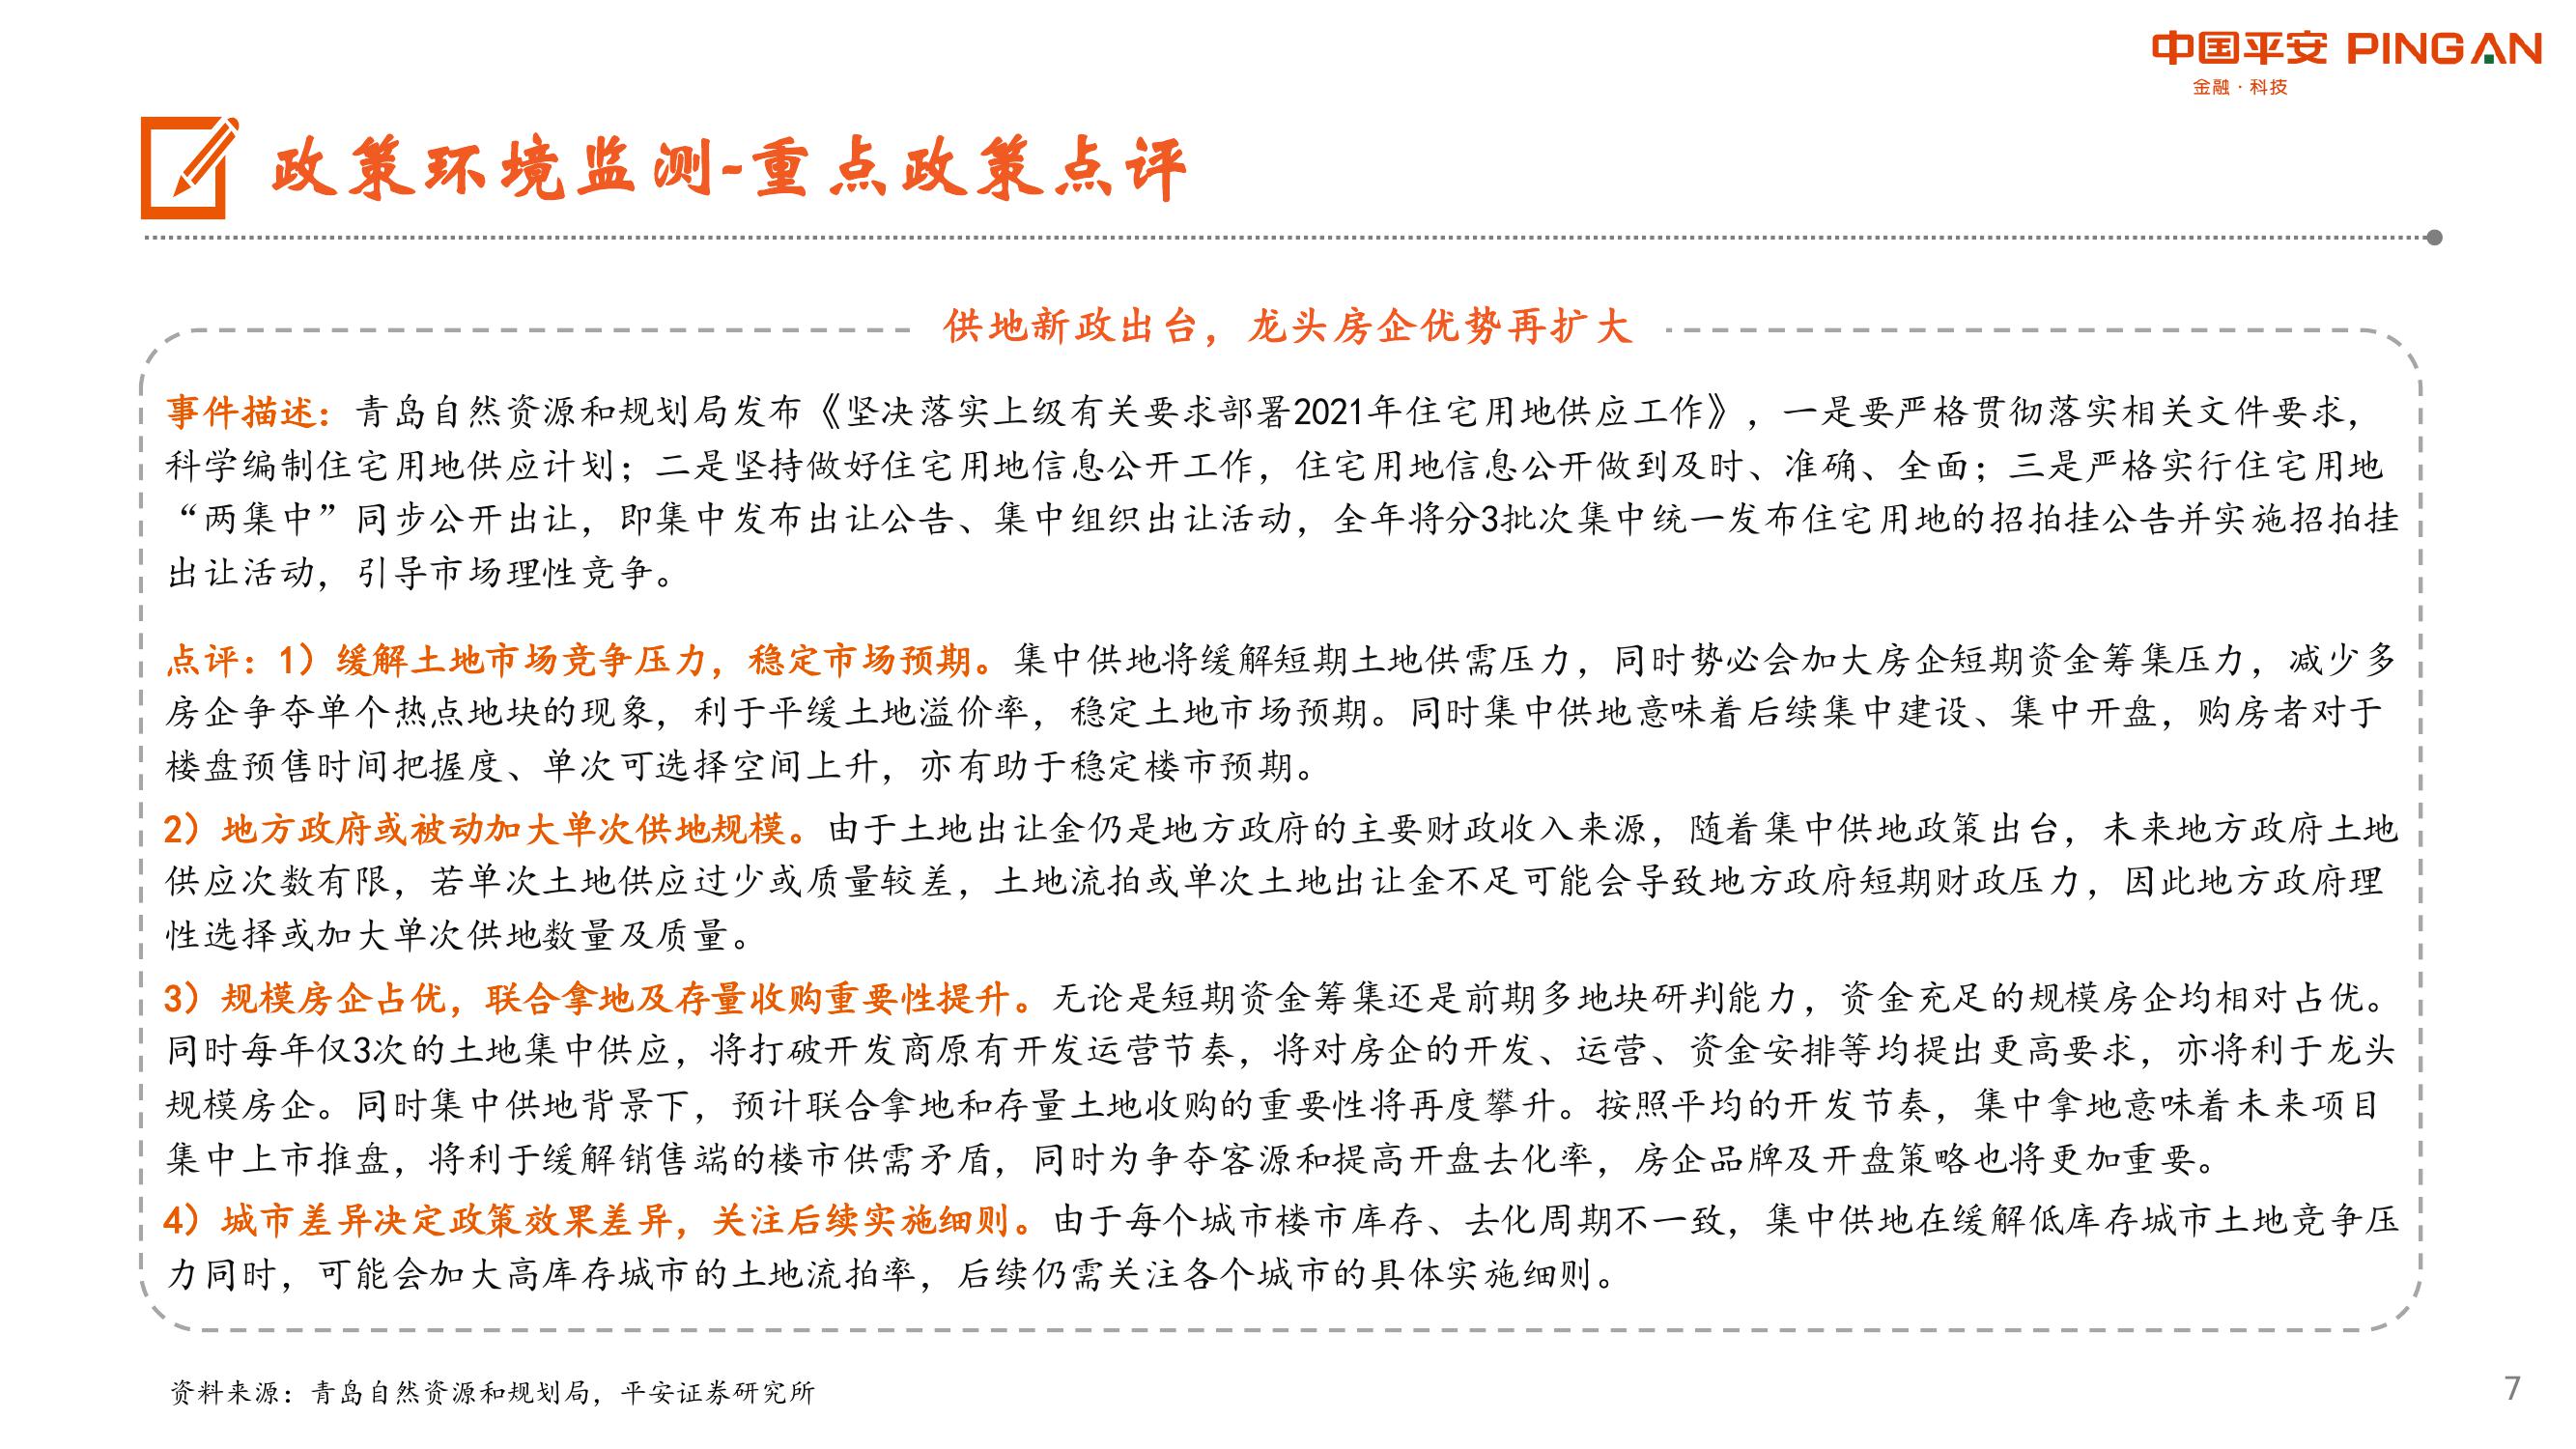 中国平安 PINGAN
金融·科技
政策环境监测-重点政策点评
供地新政出台，龙头房企优势再扩大
事件描述：青岛自然资源和规划局发布《坚决落实上级有关要求部署2021年住宅用地供应工作》，一是要严格贯彻落实相关文件要求，
科学编制住宅用地供应计划；二是坚持做好住宅用地信息公开工作，住宅用地信息公开做到及时、准确、全面；三是严格实行住宅用地
“两集中”同步公开出让，即集中发布出让公告、集中组织出让活动，全年将分3批次集中统一发布住宅用地的招拍挂公告并实施招拍挂
出让活动，引导市场理性竞争。
点评：1）缓解土地市场竞争压力，稳定市场预期。集中供地将缓解短期土地供需压力，同时势必会加大房企短期资金筹集压力，减少多
房企争夺单个热点地块的现象，利于平缓土地溢价率，稳定土地市场预期。同时集中供地意味着后续集中建设、集中开盘，购房者对于
楼盘预售时间把握度、单次可选择空间上升，亦有助于稳定楼市预期。
2）地方政府或被动加大单次供地规模。由于土地出让金仍是地方政府的主要财政收入来源，随着集中供地政策出台，未来地方政府土地
供应次数有限，若单次土地供应过少或质量较差，土地流拍或单次土地出让金不足可能会导致地方政府短期财政压力，因此地方政府理
性选择或加大单次供地数量及质量。
3）规模房企占优，联合拿地及存量收购重要性提升。无论是短期资金筹集还是前期多地块研判能力，资金充足的规模房企均相对占优。
同时每年仅3次的土地集中供应，将打破开发商原有开发运营节奏，将对房企的开发、运营、资金安排等均提出更高要求，亦将利于龙头
规模房企。同时集中供地背景下，预计联合拿地和存量土地收购的重要性将再度攀升。按照平均的开发节奏，集中拿地意味着未来项目
集中上市推盘，将利于缓解销售端的楼市供需矛盾，同时为争夺客源和提高开盘去化率，房企品牌及开盘策略也将更加重要。
4）城市差异决定政策效果差异，关注后续实施细则。由于每个城市楼市库存、去化周期不一致，集中供地在缓解低库存城市土地竞争压
力同时，可能会加大高库存城市的土地流拍率，后续仍需关注各个城市的具体实施细则。
资料来源：青岛自然资源和规划局，平安证券研究所
7